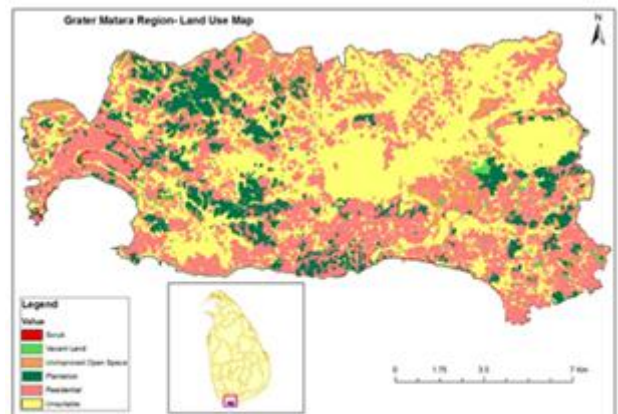 Grater Matara Region- Land Use Map
N
Legend
Value
Scrub
Vacant Land
Unimproved Open Space
Plantation
Residential
Unsuitable
0 1.75 3.5 7 Km